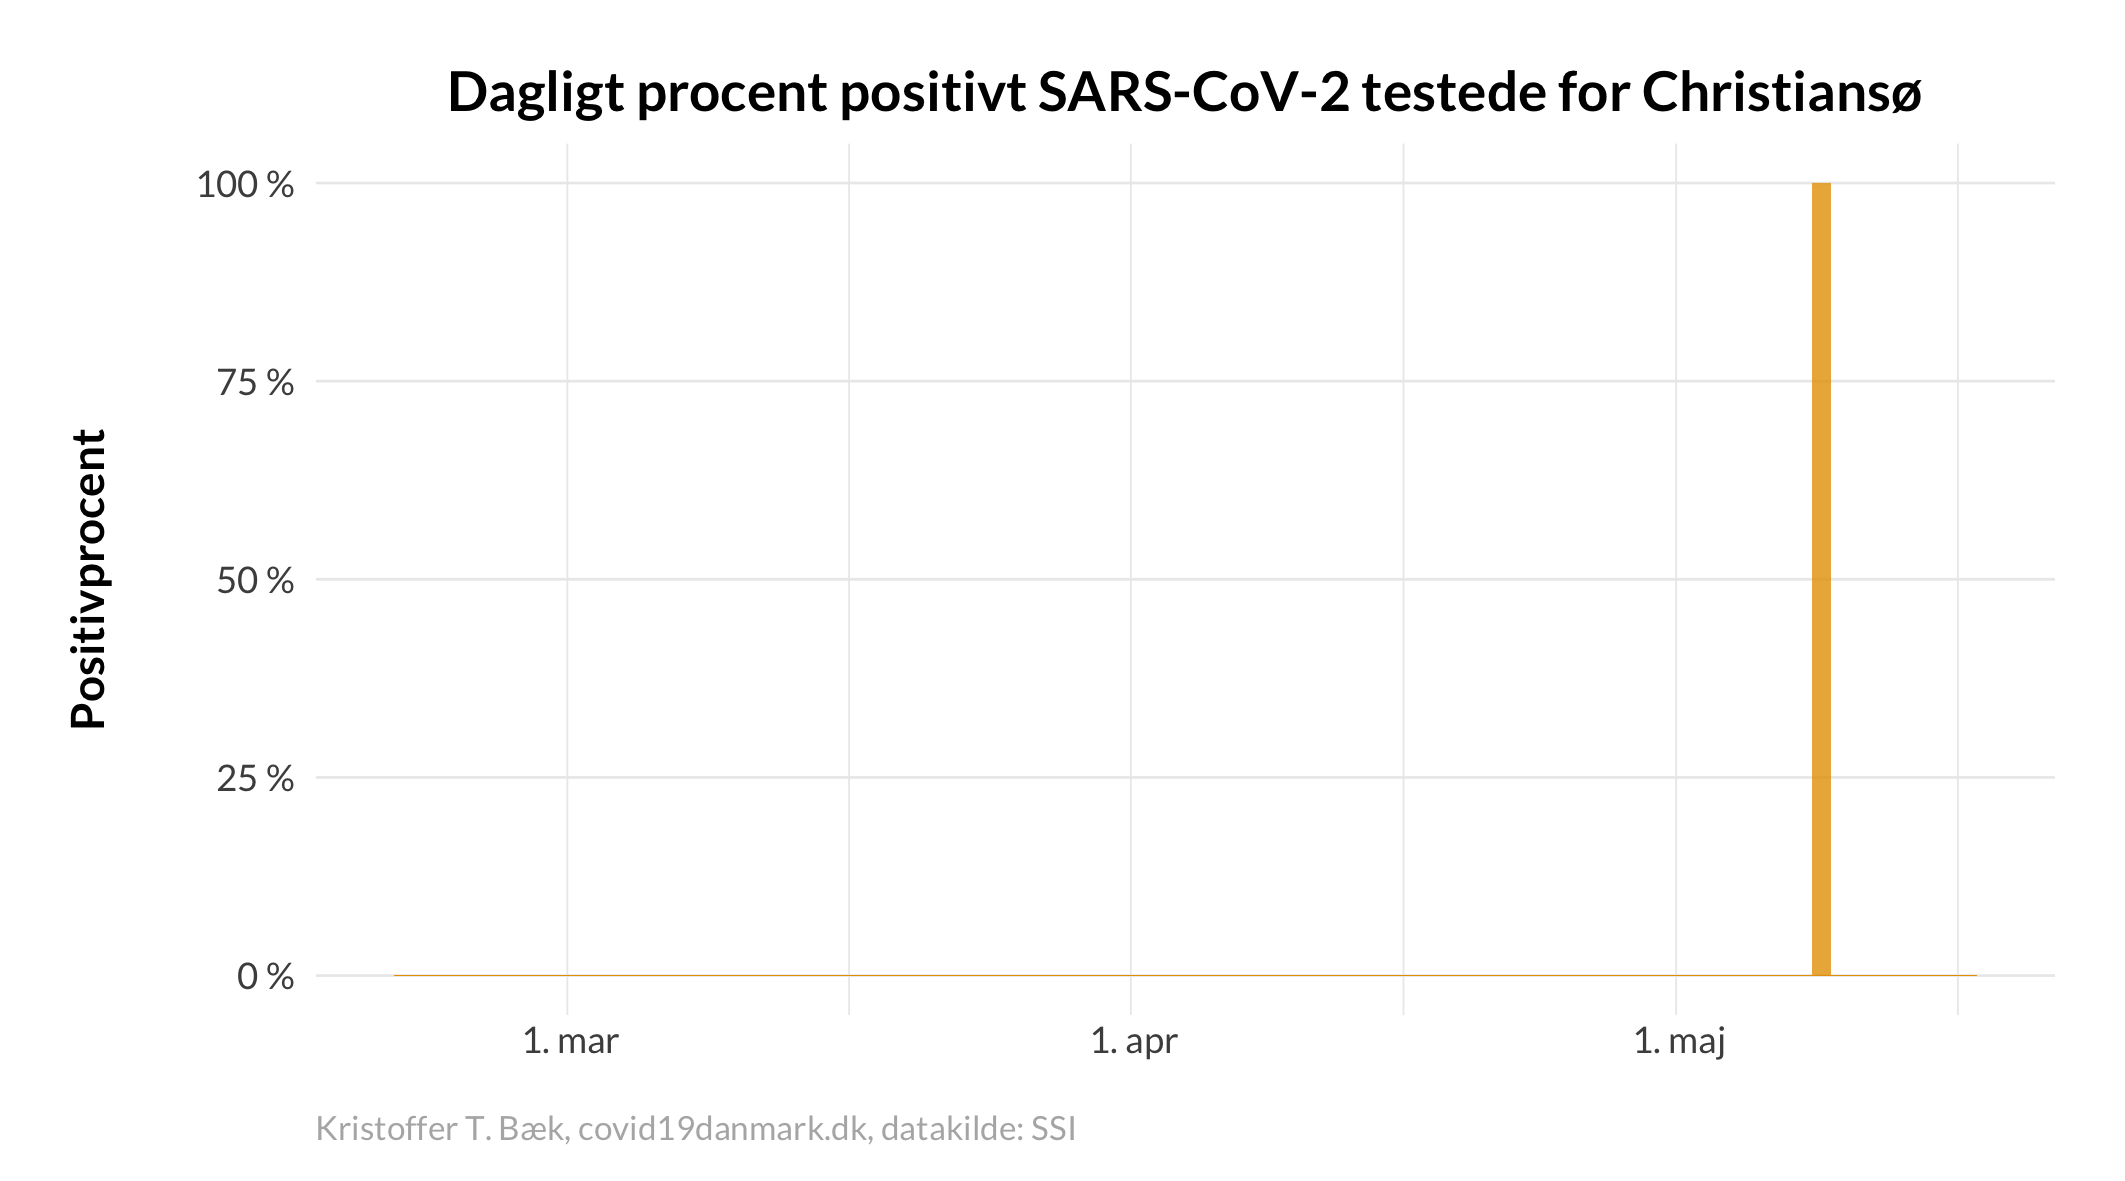 Dagligt procent positivt SARS-CoV-2 testede for Christiansø
Positivprocent
100 %
75 %
50 %
25 %
0 %
1. mar
1. apr
1. maj
Kristoffer T. Bæk, covid19danmark.dk, datakilde: SSI